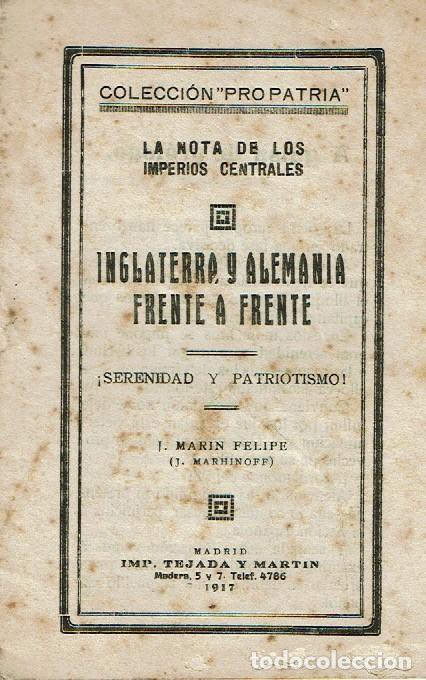 COLECCIÓN "PRO PATRIA"
LA NOTA DE LOS
IMPERIOS CENTRALES
INGLATERRA Y ALEMANIA
FRENTE A FRENTE
¡SERENIDAD Y PATRIOTISMO!
J. MARIN FELIPE
(J. MARHINOFF)
MADRID
IMP. TEJADA Y MARTIN
Madera, 5 y 7. Telef. 4786
1917
todocoleccion.net